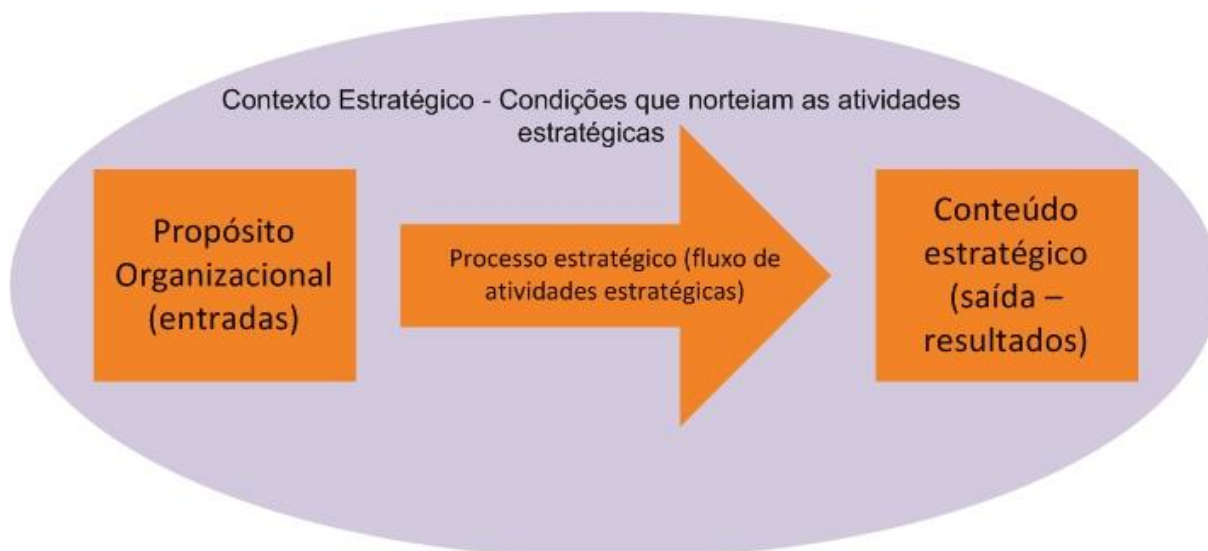 Contexto Estratégico - Condições que norteiam as atividades
estratégicas
Propósito
Organizacional
(entradas)
Processo estratégico (fluxo de
atividades estratégicas)
Conteúdo
estratégico
(saída –
resultados)